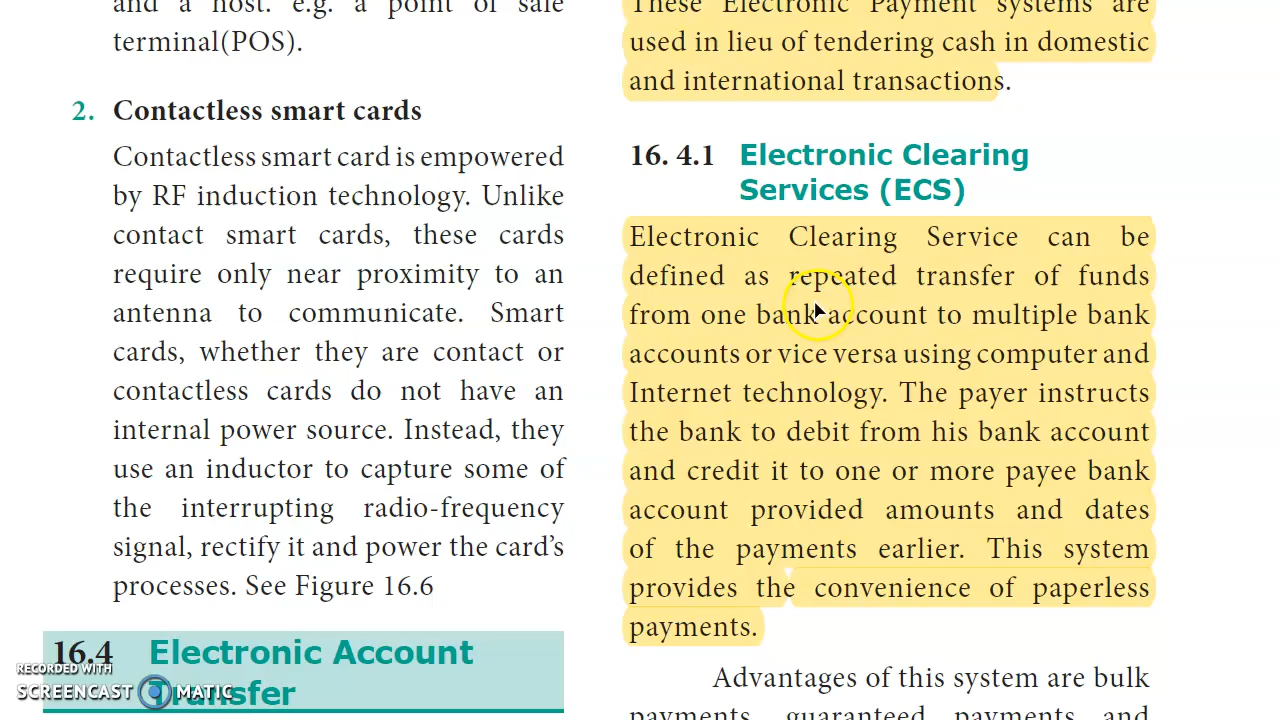 and a host. e.g. a point of sale
terminal(POS).
2. Contactless smart cards
Contactless smart card is empowered
by RF induction technology. Unlike
contact smart cards, these cards
require only near proximity to an
antenna to communicate. Smart
cards, whether they are contact or
contactless cards do not have an
internal power source. Instead, they
use an inductor to capture some of
the interrupting radio-frequency
signal, rectify it and power the card’s
processes. See Figure 16.6
16.4 Electronic Account
Transfer
RECORDED WITH
SCREENCAST MATIC
These Electronic Payment systems are
used in lieu of tendering cash in domestic
and international transactions.
16. 4.1 Electronic Clearing
Services (ECS)
Electronic Clearing Service can be
defined as repeated transfer of funds
from one bank account to multiple bank
accounts or vice versa using computer and
Internet technology. The payer instructs
the bank to debit from his bank account
and credit it to one or more payee bank
account provided amounts and dates
of the payments earlier. This system
provides the convenience of paperless
payments.
Advantages of this system are bulk
payments, guaranteed payments and